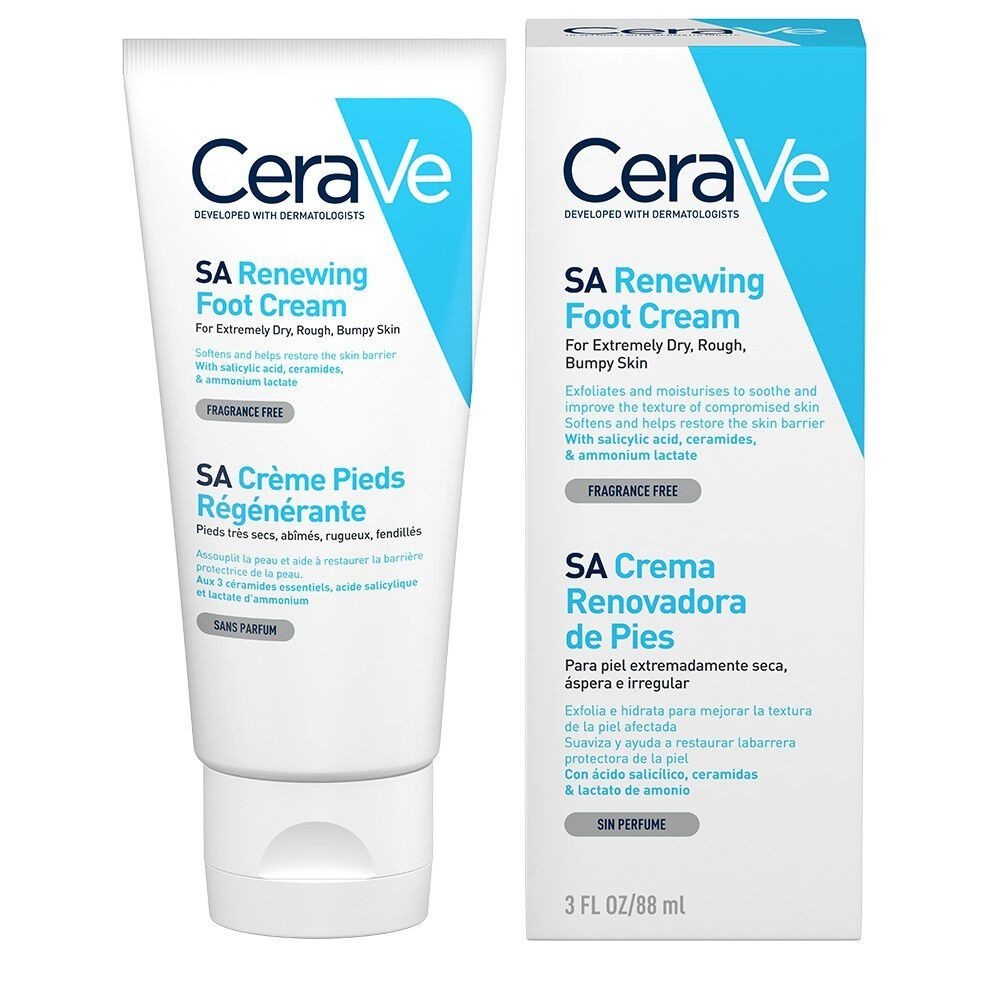 CeraVe
DEVELOPED WITH DERMATOLOGISTS
SA Renewing
Foot Cream
For Extremely Dry, Rough, Bumpy Skin
Softens and helps restore the skin barrier
With salicylic acid, ceramides,
& ammonium lactate
FRAGRANCE FREE
SA Crème Pieds
Régénérante
Pieds très secs, abîmés, rugueux, fendillés
Assouplit la peau et aide à restaurer la barrière
protectrice de la peau.
Aux 3 céramides essentiels, acide salicylique
et lactate d'ammonium
SANS PARFUM
CeraVe
DEVELOPED WITH DERMATOLOGISTS
CeraVe
DEVELOPED WITH DERMATOLOGISTS
SA Renewing
Foot Cream
For Extremely Dry, Rough,
Bumpy Skin
Exfoliates and moisturises to soothe and
improve the texture of compromised skin
Softens and helps restore the skin barrier
With salicylic acid, ceramides,
& ammonium lactate
FRAGRANCE FREE
SA Crema
Renovadora
de Pies
Para piel extremadamente seca,
áspera e irregular
Exfolia e hidrata para mejorar la textura
de la piel afectada
Suaviza y ayuda a restaurar labarrera
protectora de la piel
Con ácido salicílico, ceramidas
& lactato de amonio
SIN PERFUME
3 FL OZ/88 ml